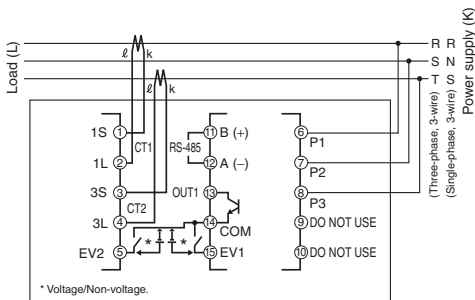 Load (L)
ℓ k
ℓ k
R R
S N
T S
Power supply (K)
(Three-phase, 3-wire)
(Single-phase, 3-wire)
1S 1
1L 2
3S 3
3L 4
EV2 5
CT1
CT2
RS-485
OUT1
11 B (+)
12 A (−)
13
14 COM
15 EV1
* *
6 P1
7 P2
8 P3
9 DO NOT USE
10 DO NOT USE
* Voltage/Non-voltage.